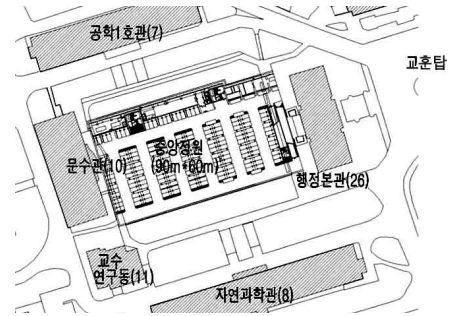 공학1호관(7)
교훈탑
중앙정원
(90m*60m)
문수관(10)
행정본관(26)
교수
연구동(11)
자연과학관(8)